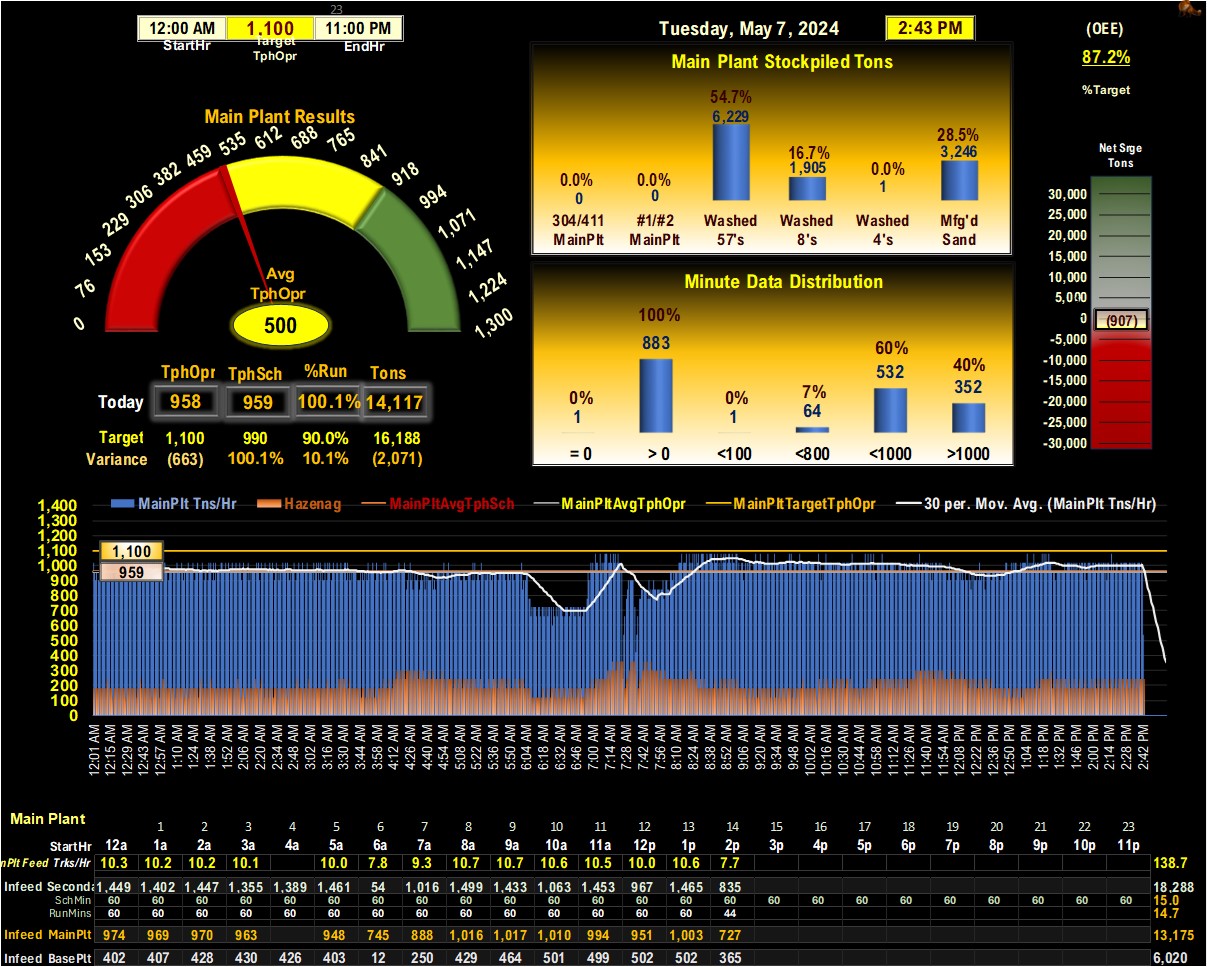 23
12:00 AM 1,100 11:00 PM
StartHr Target TphOpr EndHr
Tuesday, May 7, 2024 2:43 PM
(OEE)
87.2%
%Target
Main Plant Results
0 76 153 229 306 382 459 535 612 688 765 841 918 994 1,071 1,147 1,224 1,300
Avg
TphOpr
500
TphOpr TphSch %Run Tons
Today 958 959 100.1% 14,117
Target 1,100 990 90.0% 16,188
Variance (663) 100.1% 10.1% (2,071)
Main Plant Stockpiled Tons
0.0% 0.0% 54.7% 16.7% 0.0% 28.5%
0 0 6,229 1,905 1 3,246
304/411 #1/#2 Washed Washed Washed Mfg'd
MainPlt MainPlt 57's 8's 4's Sand
Minute Data Distribution
0% 100% 0% 7% 60% 40%
1 883 1 64 532 352
= 0 > 0 <100 <800 <1000 >1000
Net Srge
Tons
30,000
25,000
20,000
15,000
10,000
5,000
0
(907)
-5,000
-10,000
-15,000
-20,000
-25,000
-30,000
MainPlt Tns/Hr Hazenag MainPltAvgTphSch MainPltAvgTphOpr MainPltTargetTphOpr 30 per. Mov. Avg. (MainPlt Tns/Hr)
1,400
1,300
1,200
1,100
1,000
900
800
700
600
500
400
300
200
100
0
1,100
959
12:01 AM 12:15 AM 12:29 AM 12:43 AM 12:57 AM 1:10 AM 1:24 AM 1:38 AM 1:52 AM 2:06 AM 2:20 AM 2:34 AM 2:48 AM 3:02 AM 3:16 AM 3:30 AM 3:44 AM 3:58 AM 4:12 AM 4:26 AM 4:40 AM 4:54 AM 5:08 AM 5:22 AM 5:36 AM 5:50 AM 6:04 AM 6:18 AM 6:32 AM 6:46 AM 7:00 AM 7:14 AM 7:28 AM 7:42 AM 7:56 AM 8:10 AM 8:24 AM 8:38 AM 8:52 AM 9:06 AM 9:20 AM 9:34 AM 9:48 AM 10:02 AM 10:16 AM 10:30 AM 10:44 AM 10:58 AM 11:12 AM 11:26 AM 11:40 AM 11:54 AM 12:08 PM 12:22 PM 12:36 PM 12:50 PM 1:04 PM 1:18 PM 1:32 PM 1:46 PM 2:00 PM 2:14 PM 2:28 PM 2:42 PM
Main Plant
1 2 3 4 5 6 7 8 9 10 11 12 13 14 15 16 17 18 19 20 21 22 23
StartHr 12a 1a 2a 3a 4a 5a 6a 7a 8a 9a 10a 11a 12p 1p 2p 3p 4p 5p 6p 7p 8p 9p 10p 11p
nPlt Feed Trks/Hr 10.3 10.2 10.2 10.1 10.0 7.8 9.3 10.7 10.7 10.6 10.5 10.0 10.6 7.7 138.7
Infeed Seconda 1,449 1,402 1,447 1,355 1,389 1,461 54 1,016 1,499 1,433 1,063 1,453 967 1,465 835 18,288
SchMin 60 60 60 60 60 60 60 60 60 60 60 60 60 60 60 60 60 60 60 60 60 60 60 15.0
RunMins 60 60 60 60 60 60 60 60 60 60 60 60 60 44 14.7
Infeed MainPlt 974 969 970 963 948 745 888 1,016 1,017 1,010 994 951 1,003 727 13,175
Infeed BasePlt 402 407 428 430 426 403 12 250 429 464 501 499 502 502 365 6,020